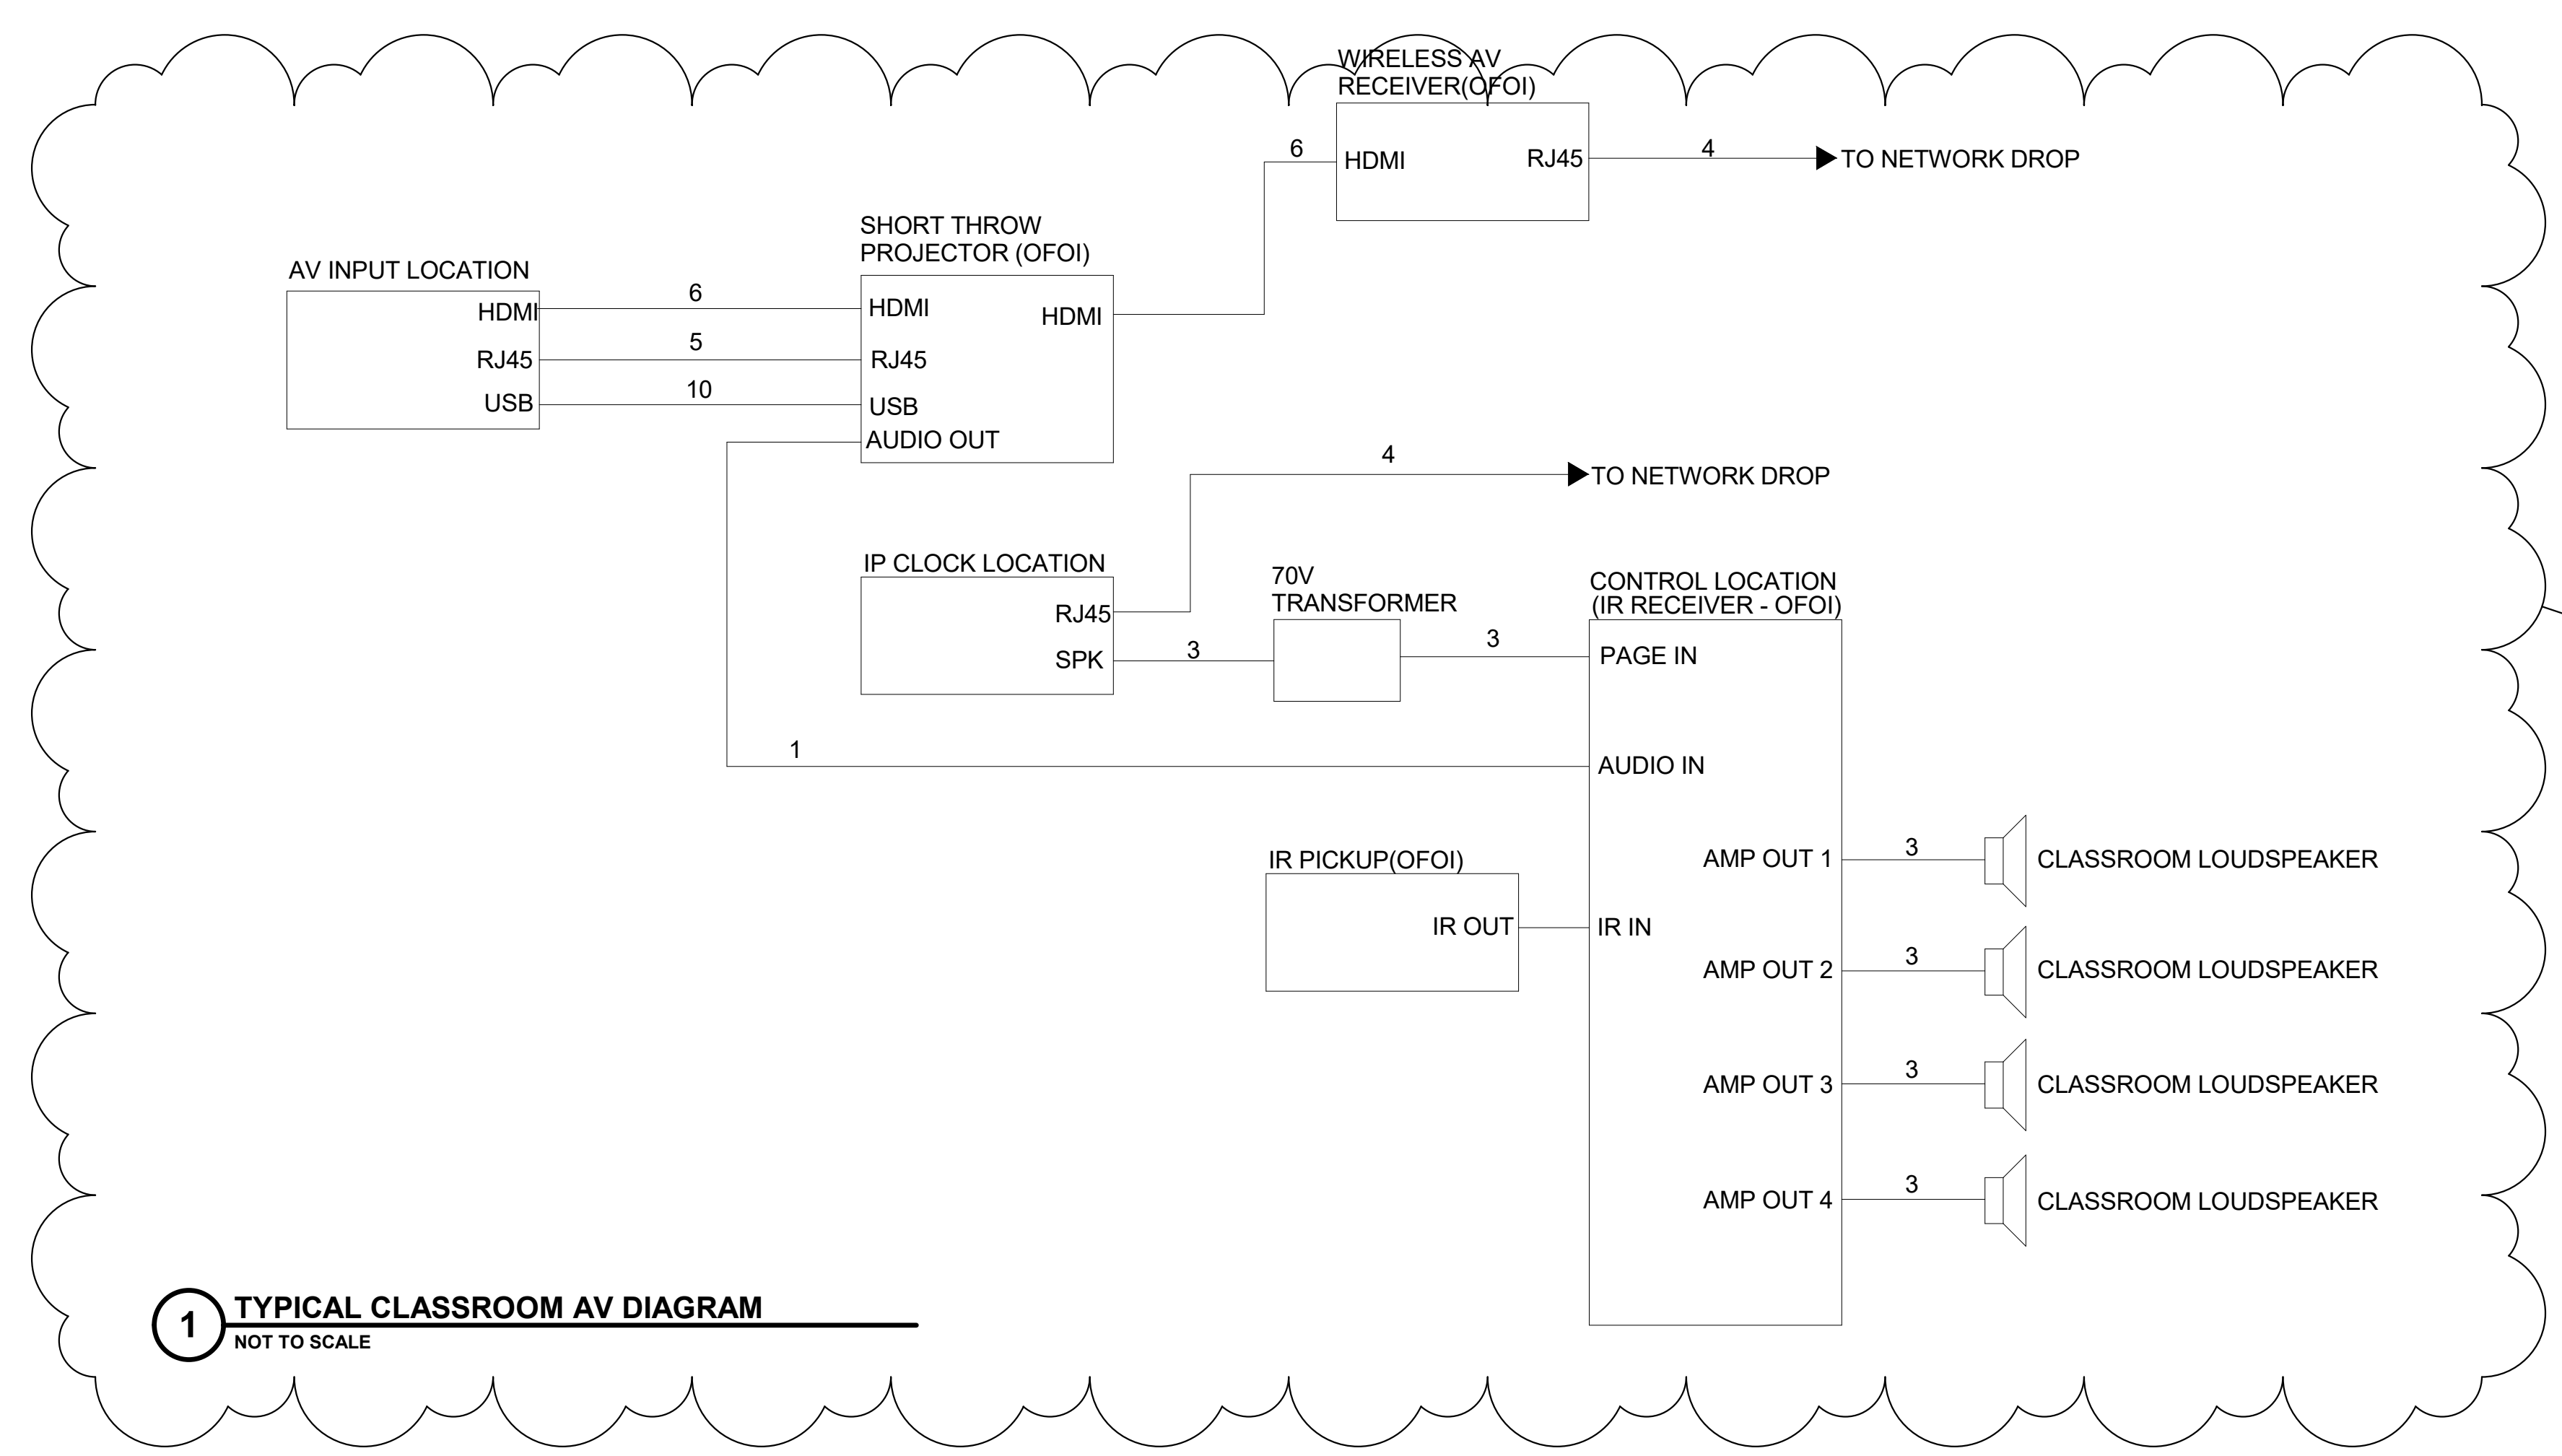 WIRELESS AV
RECEIVER(OFOI)
6
HDMI
RJ45
4
TO NETWORK DROP
SHORT THROW
PROJECTOR (OFOI)
AV INPUT LOCATION
HDMI
6
HDMI
HDMI
RJ45
5
RJ45
USB
10
USB
AUDIO OUT
4
TO NETWORK DROP
IP CLOCK LOCATION
RJ45
SPK
3
70V
TRANSFORMER
3
CONTROL LOCATION
(IR RECEIVER - OFOI)
PAGE IN
1
AUDIO IN
IR PICKUP(OFOI)
IR OUT
IR IN
AMP OUT 1
3
CLASSROOM LOUDSPEAKER
AMP OUT 2
3
CLASSROOM LOUDSPEAKER
AMP OUT 3
3
CLASSROOM LOUDSPEAKER
AMP OUT 4
3
CLASSROOM LOUDSPEAKER
1
TYPICAL CLASSROOM AV DIAGRAM
NOT TO SCALE